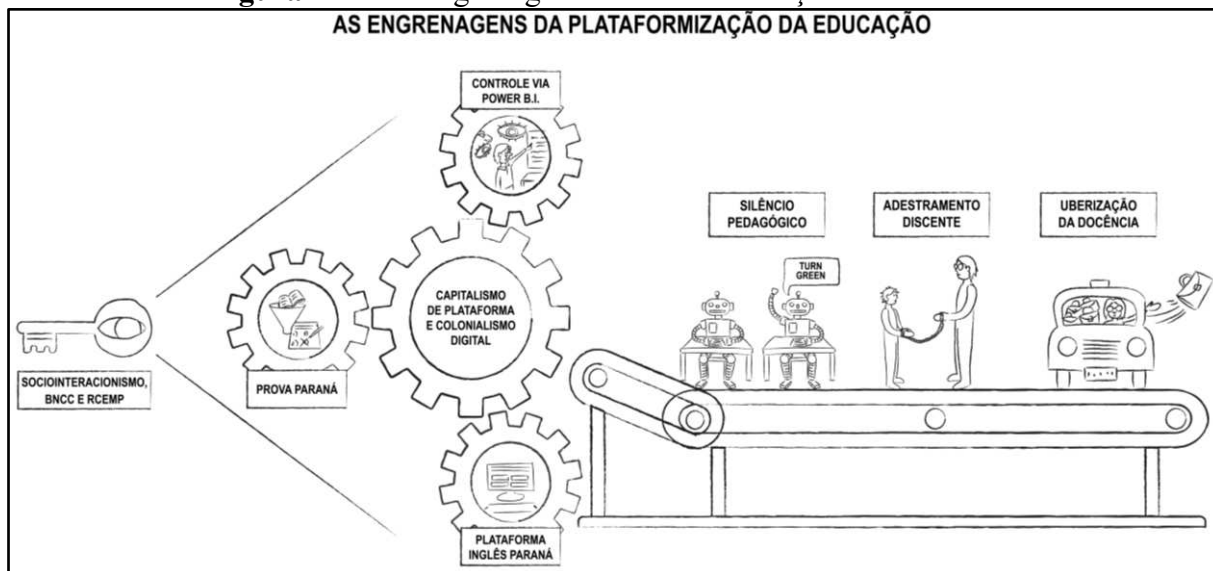 AS ENGRENAGENS DA PLATAFORMIZAÇÃO DA EDUCAÇÃO
CONTROLE VIA
POWER B.I.
SILÊNCIO
PEDAGÓGICO
ADESTRAMENTO
DISCENTE
UBERIZAÇÃO
DA DOCÊNCIA
TURN
GREEN
CAPITALISMO
DE PLATAFORMA
E COLONIALISMO
DIGITAL
SOCIOINTERACIONISMO,
BNCC E RCEMP
PROVA PARANÁ
PLATAFORMA
INGLÊS PARANÁ